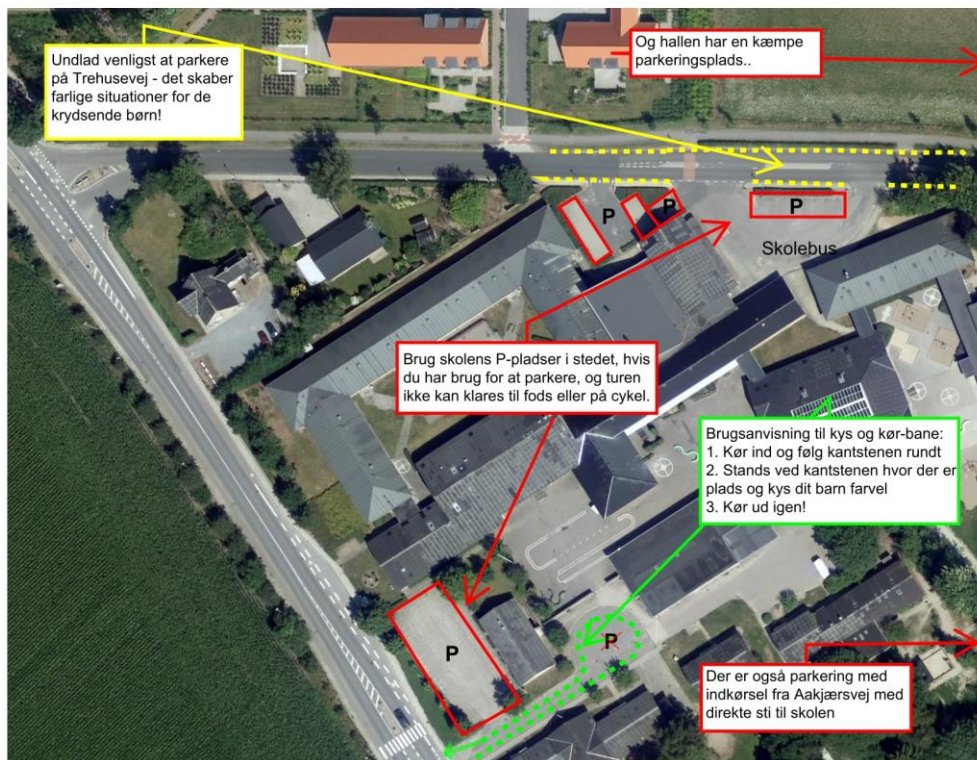 Undlad venligst at parkere
på Trehusevej - det skaber
farlige situationer for de
krydsende børn!
Og hallen har en kæmpe
parkeringsplads..
P
P
P
Skolebus
Brug skolens P-pladser i stedet, hvis
du har brug for at parkere, og turen
ikke kan klares til fods eller på cykel.
Brugsanvisning til kys og kør-bane:
1. Kør ind og følg kantstenen rundt
2. Stands ved kantstenen hvor der er
plads og kys dit barn farvel
3. Kør ud igen!
P
P
Der er også parkering med
indkørsel fra Aakjærsvej med
direkte sti til skolen